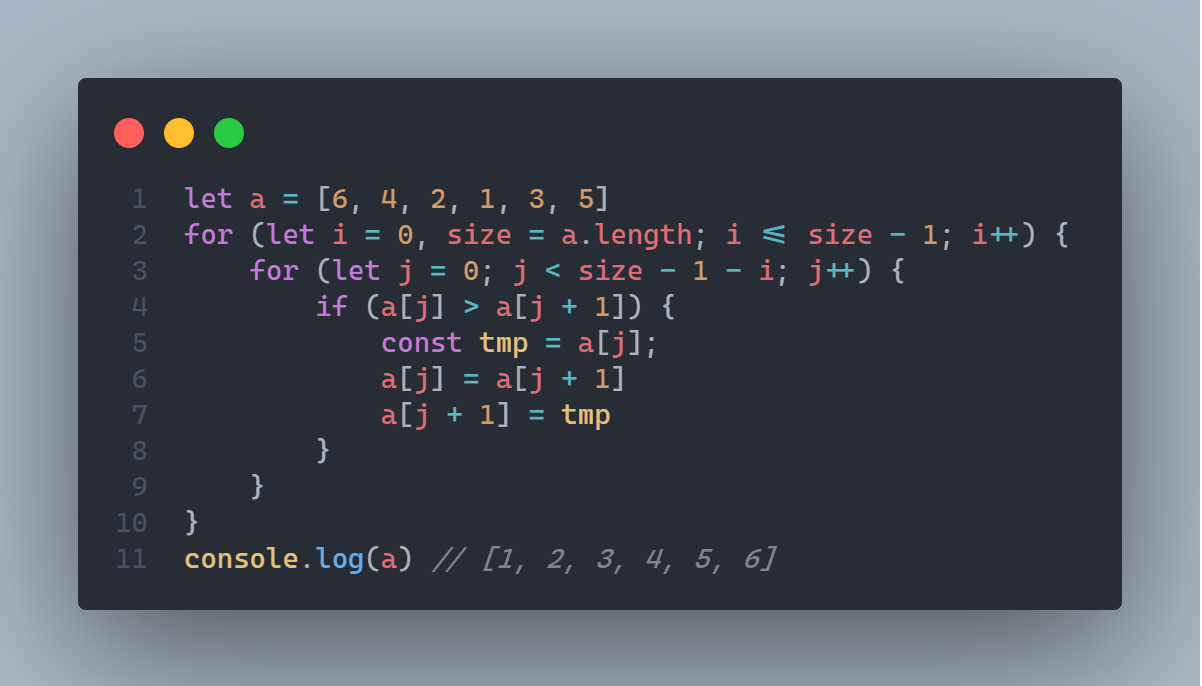 1 let a = [6, 4, 2, 1, 3, 5]
2 for (let i = 0, size = a.length; i <= size - 1; i++) {
3     for (let j = 0; j < size - 1 - i; j++) {
4         if (a[j] > a[j + 1]) {
5             const tmp = a[j];
6             a[j] = a[j + 1]
7             a[j + 1] = tmp
8         }
9     }
10 }
11 console.log(a) // [1, 2, 3, 4, 5, 6]